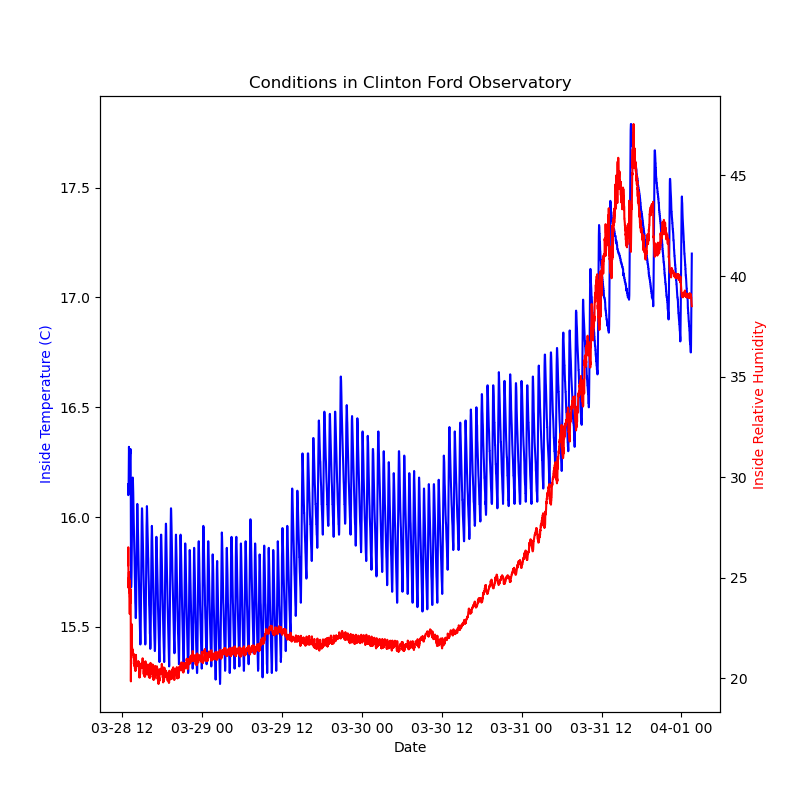 Conditions in Clinton Ford Observatory
Inside Temperature (C)
17.5
17.0
16.5
16.0
15.5
45
40
35
30
25
20
Inside Relative Humidity
03-28 12 03-29 00 03-29 12 03-30 00 03-30 12 03-31 00 03-31 12 04-01 00
Date